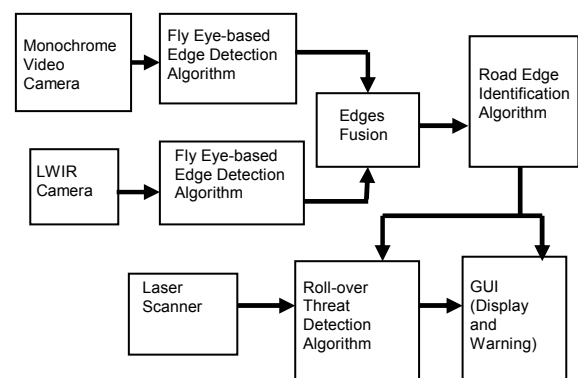 Monochrome
Video
Camera
Fly Eye-based
Edge Detection
Algorithm
Edges
Fusion
Road Edge
Identification
Algorithm
LWIR
Camera
Fly Eye-based
Edge Detection
Algorithm
Laser
Scanner
Roll-over
Threat
Detection
Algorithm
GUI
(Display
and
Warning)